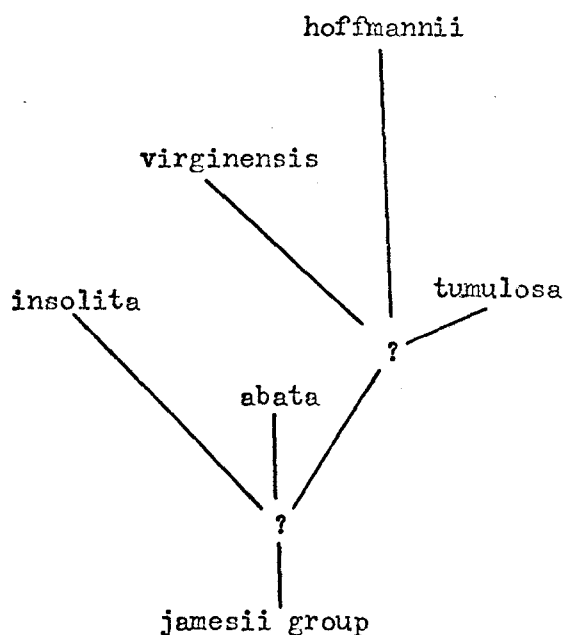 hoffmannii
virginensis
insolita
tumulosa
?
abata
?
jamesii group